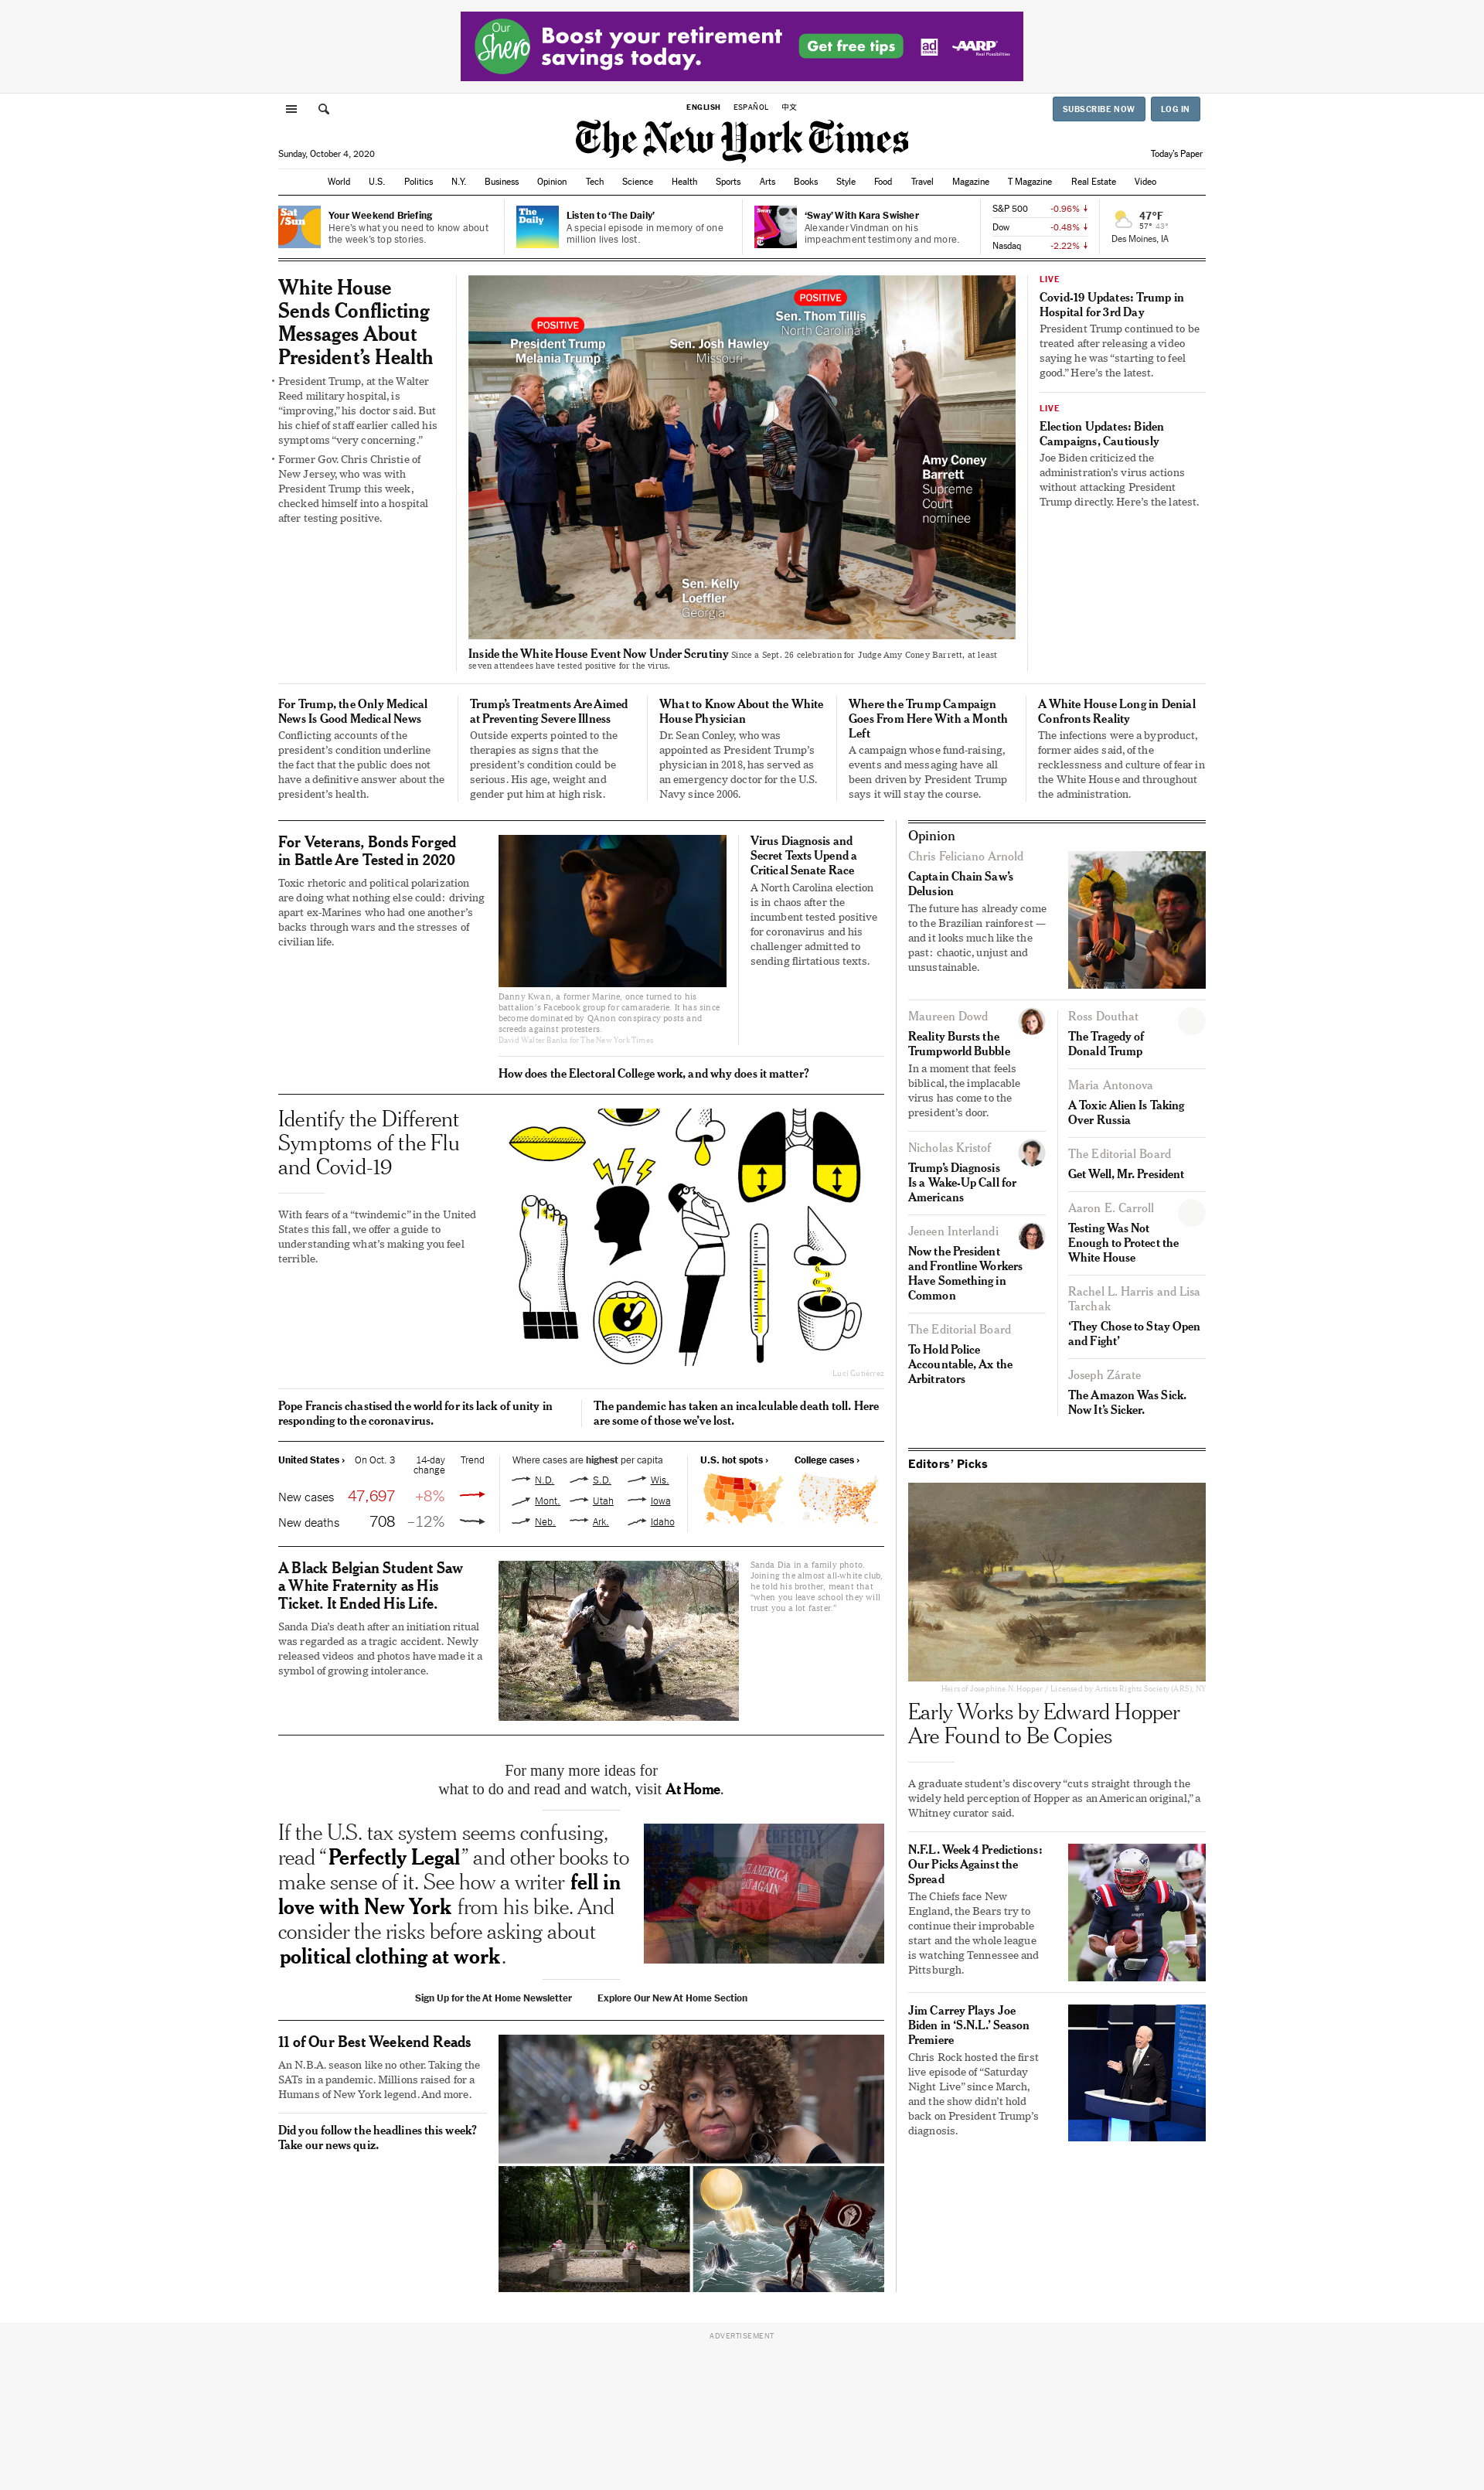 Our Shero
Boost your retirement
savings today.
Get free tips
ad COUNCIL
AARP
Real Possibilities
ENGLISH ESPAÑOL 中文
SUBSCRIBE NOW LOG IN
The New York Times
Sunday, October 4, 2020
Today's Paper
World U.S. Politics N.Y. Business Opinion Tech Science Health Sports Arts Books Style Food Travel Magazine T Magazine Real Estate Video
Sat/Sun
Your Weekend Briefing
Here's what you need to know about
the week's top stories.
The Daily
Listen to 'The Daily'
A special episode in memory of one
million lives lost.
Sway
'Sway' With Kara Swisher
Alexander Vindman on his
impeachment testimony and more.
S&P 500 -0.96%
Dow -0.48%
Nasdaq -2.22%
47°F
57° 43°
Des Moines, IA
White House
Sends Conflicting
Messages About
President's Health
• President Trump, at the Walter
Reed military hospital, is
“improving,” his doctor said. But
his chief of staff earlier called his
symptoms “very concerning.”
• Former Gov. Chris Christie of
New Jersey, who was with
President Trump this week,
checked himself into a hospital
after testing positive.
POSITIVE
President Trump
Melania Trump
Sen. Josh Hawley
Missouri
POSITIVE
Sen. Thom Tillis
North Carolina
Amy Coney
Barrett
Supreme
Court
nominee
Sen. Kelly
Loeffler
Georgia
Inside the White House Event Now Under Scrutiny Since a Sept. 26 celebration for Judge Amy Coney Barrett, at least
seven attendees have tested positive for the virus.
LIVE
Covid-19 Updates: Trump in
Hospital for 3rd Day
President Trump continued to be
treated after releasing a video
saying he was “starting to feel
good.” Here's the latest.
LIVE
Election Updates: Biden
Campaigns, Cautiously
Joe Biden criticized the
administration's virus actions
without attacking President
Trump directly. Here's the latest.
For Trump, the Only Medical
News Is Good Medical News
Conflicting accounts of the
president's condition underline
the fact that the public does not
have a definitive answer about the
president's health.
Trump's Treatments Are Aimed
at Preventing Severe Illness
Outside experts pointed to the
therapies as signs that the
president's condition could be
serious. His age, weight and
gender put him at high risk.
What to Know About the White
House Physician
Dr. Sean Conley, who was
appointed as President Trump's
physician in 2018, has served as
an emergency doctor for the U.S.
Navy since 2006.
Where the Trump Campaign
Goes From Here With a Month
Left
A campaign whose fund-raising,
events and messaging have all
been driven by President Trump
says it will stay the course.
A White House Long in Denial
Confronts Reality
The infections were a byproduct,
former aides said, of the
recklessness and culture of fear in
the White House and throughout
the administration.
For Veterans, Bonds Forged
in Battle Are Tested in 2020
Toxic rhetoric and political polarization
are doing what nothing else could: driving
apart ex-Marines who had one another's
backs through wars and the stresses of
civilian life.
Danny Kwan, a former Marine, once turned to his
battalion's Facebook group for camaraderie. It has since
become dominated by QAnon conspiracy posts and
screeds against protesters.
David Walter Banks for The New York Times
Virus Diagnosis and
Secret Texts Upend a
Critical Senate Race
A North Carolina election
is in chaos after the
incumbent tested positive
for coronavirus and his
challenger admitted to
sending flirtatious texts.
How does the Electoral College work, and why does it matter?
Identify the Different
Symptoms of the Flu
and Covid-19
With fears of a “twindemic” in the United
States this fall, we offer a guide to
understanding what's making you feel
terrible.
Luci Gutiérrez
Pope Francis chastised the world for its lack of unity in
responding to the coronavirus.
The pandemic has taken an incalculable death toll. Here
are some of those we've lost.
United States › On Oct. 3 14-day
change Trend
New cases 47,697 +8%
New deaths 708 –12%
Where cases are highest per capita
N.D. S.D. Wis.
Mont. Utah Iowa
Neb. Ark. Idaho
U.S. hot spots ›
College cases ›
A Black Belgian Student Saw
a White Fraternity as His
Ticket. It Ended His Life.
Sanda Dia's death after an initiation ritual
was regarded as a tragic accident. Newly
released videos and photos have made it a
symbol of growing intolerance.
Sanda Dia in a family photo.
Joining the almost all-white club,
he told his brother, meant that
“when you leave school they will
trust you a lot faster.”
For many more ideas for
what to do and read and watch, visit At Home.
If the U.S. tax system seems confusing,
read “Perfectly Legal” and other books to
make sense of it. See how a writer fell in
love with New York from his bike. And
consider the risks before asking about
political clothing at work.
PERFECTLY
LEGAL
Sign Up for the At Home Newsletter
Explore Our New At Home Section
11 of Our Best Weekend Reads
An N.B.A. season like no other. Taking the
SATs in a pandemic. Millions raised for a
Humans of New York legend. And more.
Did you follow the headlines this week?
Take our news quiz.
Opinion
Chris Feliciano Arnold
Captain Chain Saw's
Delusion
The future has already come
to the Brazilian rainforest —
and it looks much like the
past: chaotic, unjust and
unsustainable.
Maureen Dowd
Reality Bursts the
Trumpworld Bubble
In a moment that feels
biblical, the implacable
virus has come to the
president's door.
Nicholas Kristof
Trump's Diagnosis
Is a Wake-Up Call for
Americans
Jeneen Interlandi
Now the President
and Frontline Workers
Have Something in
Common
The Editorial Board
To Hold Police
Accountable, Ax the
Arbitrators
Ross Douthat
The Tragedy of
Donald Trump
Maria Antonova
A Toxic Alien Is Taking
Over Russia
The Editorial Board
Get Well, Mr. President
Aaron E. Carroll
Testing Was Not
Enough to Protect the
White House
Rachel L. Harris and Lisa
Tarchak
'They Chose to Stay Open
and Fight'
Joseph Zárate
The Amazon Was Sick.
Now It's Sicker.
Editors' Picks
Heirs of Josephine N. Hopper / Licensed by Artists Rights Society (ARS), NY
Early Works by Edward Hopper
Are Found to Be Copies
A graduate student's discovery “cuts straight through the
widely held perception of Hopper as an American original,” a
Whitney curator said.
N.F.L. Week 4 Predictions:
Our Picks Against the
Spread
The Chiefs face New
England, the Bears try to
continue their improbable
start and the whole league
is watching Tennessee and
Pittsburgh.
Jim Carrey Plays Joe
Biden in 'S.N.L.' Season
Premiere
Chris Rock hosted the first
live episode of “Saturday
Night Live” since March,
and the show didn't hold
back on President Trump's
diagnosis.
ADVERTISEMENT